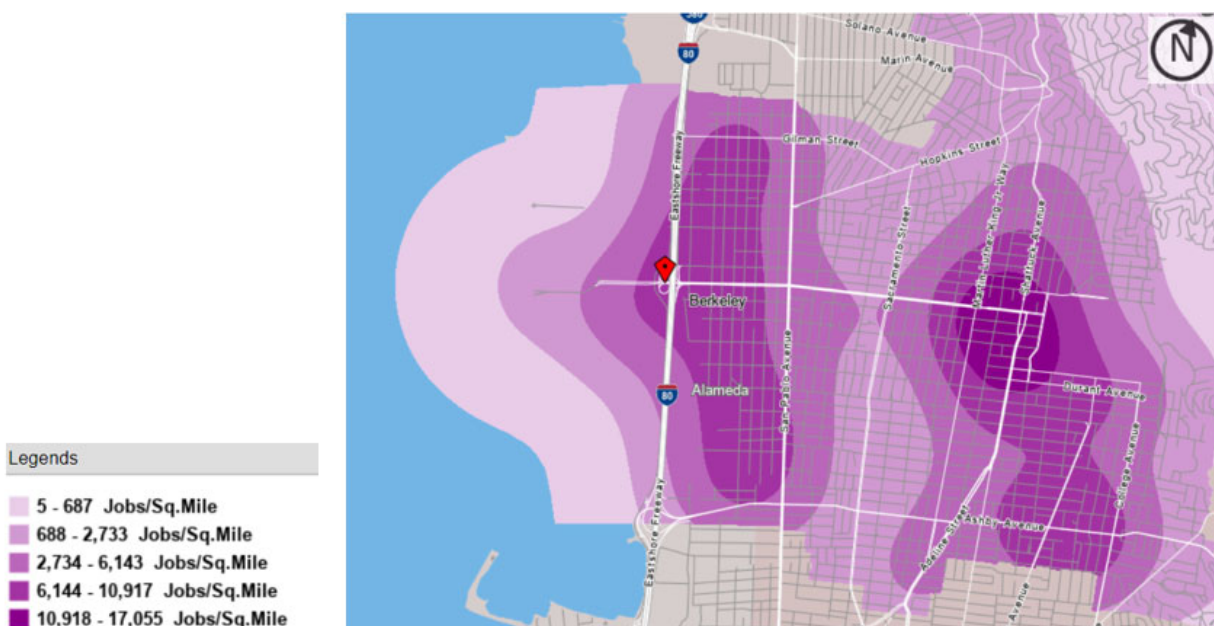 Legends
5 - 687 Jobs/Sq.Mile
688 - 2,733 Jobs/Sq.Mile
2,734 - 6,143 Jobs/Sq.Mile
6,144 - 10,917 Jobs/Sq.Mile
10,918 - 17,055 Jobs/Sq.Mile
580
Solano Avenue
N
80
Marin Avenue
Eastshore Freeway
Gilman Street
Hopkins Street
Martin Luther King Jr Way
Shattuck Avenue
Sacramento Street
Berkeley
San Pablo Avenue
Alameda
80
Durant Avenue
College Avenue
Eastshore Freeway
Ashby Avenue
Adeline Street
Avenue